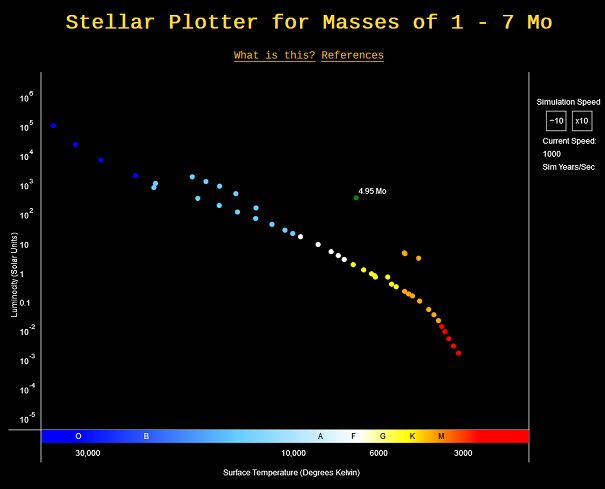 Stellar Plotter for Masses of 1 - 7 Mo
What is this? References
10^6
10^5
10^4
10^3
10^2
10
1
0.1
10^-2
10^-3
10^-4
10^-5
Luminocity (Solar Units)
4.95 Mo
Simulation Speed
÷10 x10
Current Speed:
1000
Sim Years/Sec
O B A F G K M
30,000 10,000 6000 3000
Surface Temperature (Degrees Kelvin)